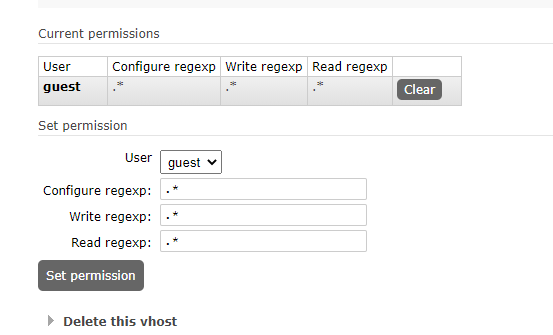 Current permissions
User Configure regexp Write regexp Read regexp
guest .* .* .* Clear
Set permission
User guest
Configure regexp: .*
Write regexp: .*
Read regexp: .*
Set permission
Delete this vhost